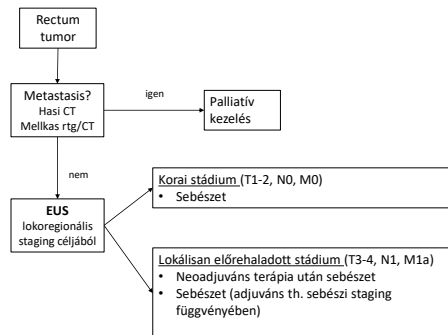 Rectum
tumor
Metastasis?
Hasi CT
Mellkas rtg/CT
igen
Palliatív
kezelés
nem
EUS
lokoregionális
staging céljából
Korai stádium (T1-2, N0, M0)
• Sebészet
Lokálisan előrehaladott stádium (T3-4, N1, M1a)
• Neoadjuváns terápia után sebészet
• Sebészet (adjuváns th. sebészi staging
függvényében)